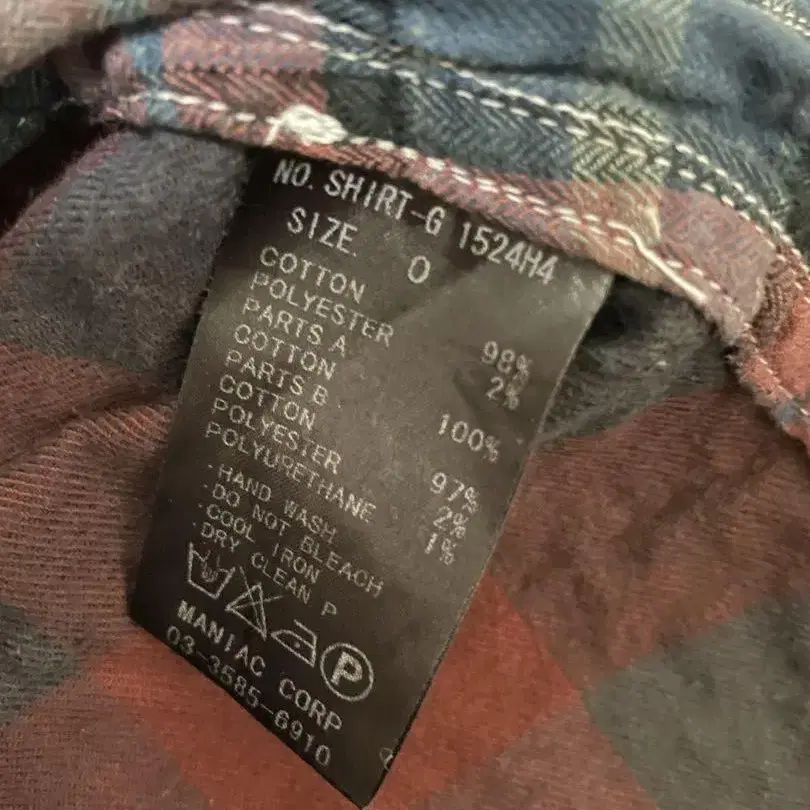 NO. SHIRT-G 1524H4
SIZE. 0
COTTON 98%
POLYESTER 2%
PARTS A
COTTON 100%
PARTS B
COTTON 97%
POLYESTER 2%
POLYURETHANE 1%
·HAND WASH
·DO NOT BLEACH
·COOL IRON
·DRY CLEAN P
P
MANIAC CORP
03-3585-6910